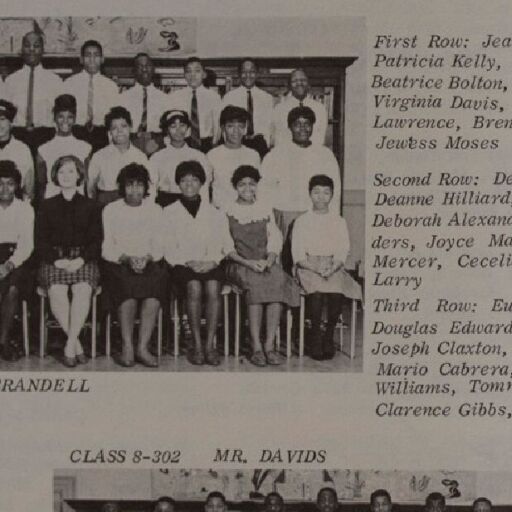 First Row: Jea
Patricia Kelly,
Beatrice Bolton,
Virginia Davis,
Lawrence, Bren
Jewess Moses
Second Row: De
Deanne Hilliard,
Deborah Alexand
ders, Joyce Ma
Mercer, Ceceli
Larry
Third Row: Eu
Douglas Edward
Joseph Claxton,
Mario Cabrera,
Williams, Tomm
Clarence Gibbs,
RANDELL
CLASS 8-302 MR. DAVIDS